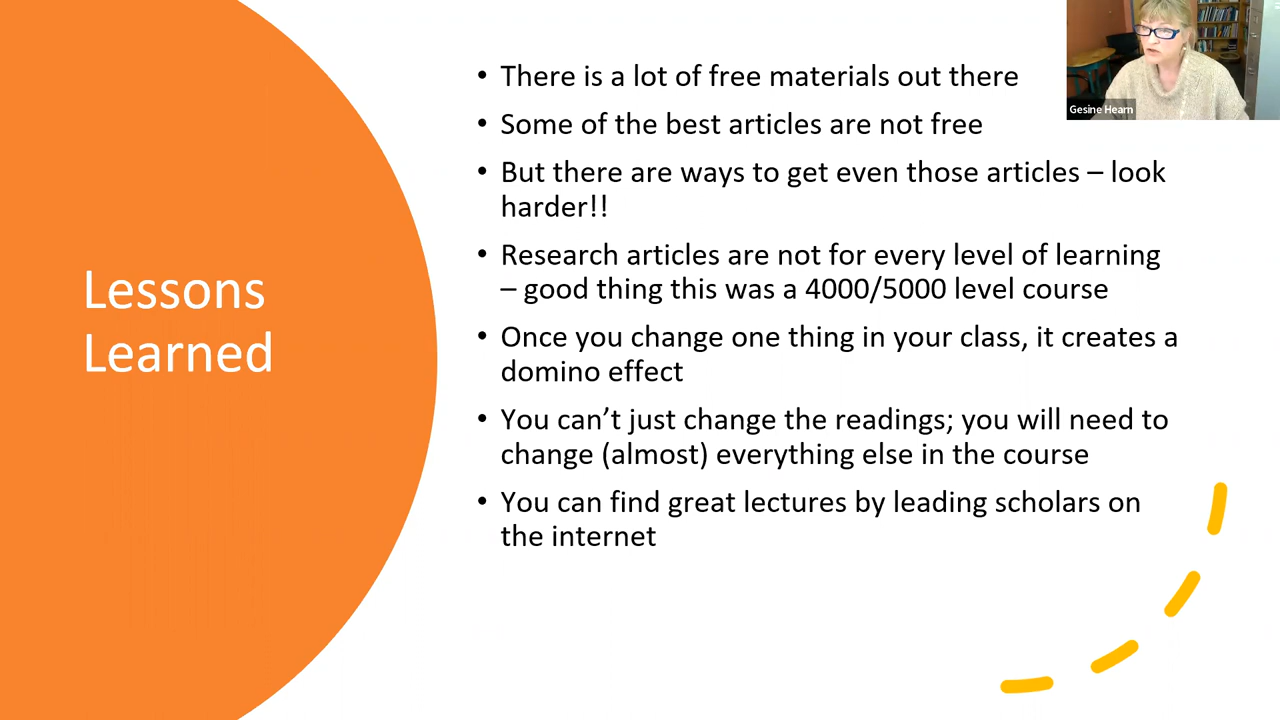 Lessons
Learned
• There is a lot of free materials out there
• Some of the best articles are not free
• But there are ways to get even those articles – look
harder!!
• Research articles are not for every level of learning
– good thing this was a 4000/5000 level course
• Once you change one thing in your class, it creates a
domino effect
• You can’t just change the readings; you will need to
change (almost) everything else in the course
• You can find great lectures by leading scholars on
the internet
Gesine Hearn